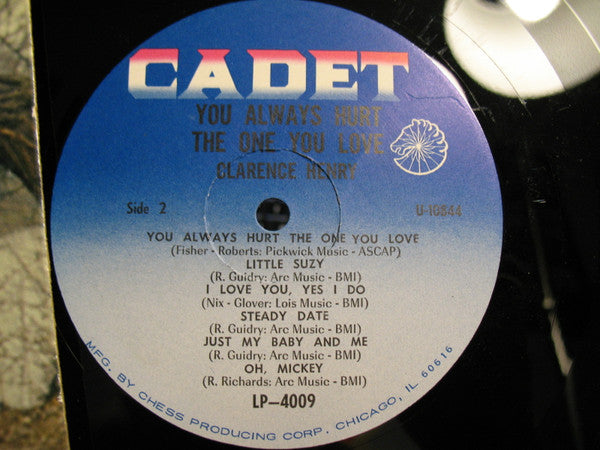 CADET
YOU ALWAYS HURT
THE ONE YOU LOVE
CLARENCE HENRY
Side 2
U-10844
YOU ALWAYS HURT THE ONE YOU LOVE
(Fisher - Roberts: Pickwick Music - ASCAP)
LITTLE SUZY
(R. Guidry: Arc Music - BMI)
I LOVE YOU, YES I DO
(Nix - Glover: Lois Music - BMI)
STEADY DATE
(R. Guidry: Arc Music - BMI)
JUST MY BABY AND ME
(R. Guidry: Arc Music - BMI)
OH, MICKEY
(R. Richards: Arc Music - BMI)
LP-4009
MFG. BY CHESS PRODUCING CORP. CHICAGO, IL 60616